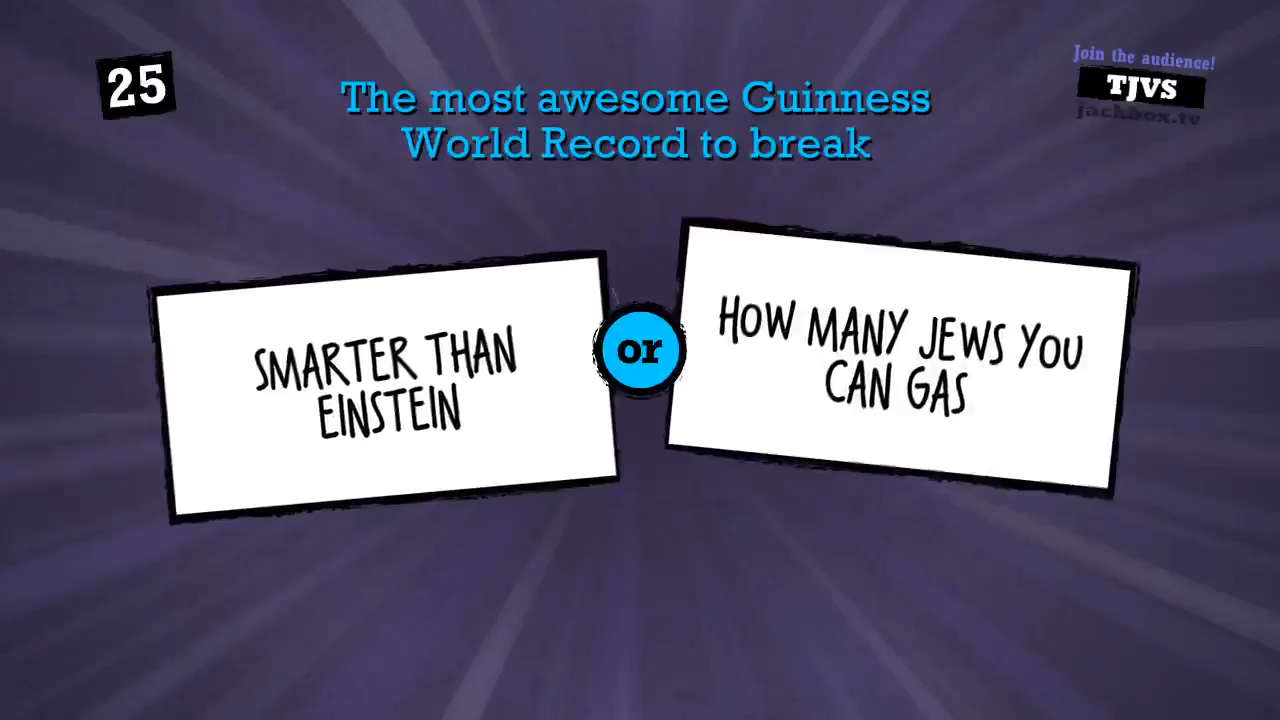 25
Join the audience!
TJVS
jackbox.tv
The most awesome Guinness
World Record to break
SMARTER THAN
EINSTEIN
or
HOW MANY JEWS YOU
CAN GAS